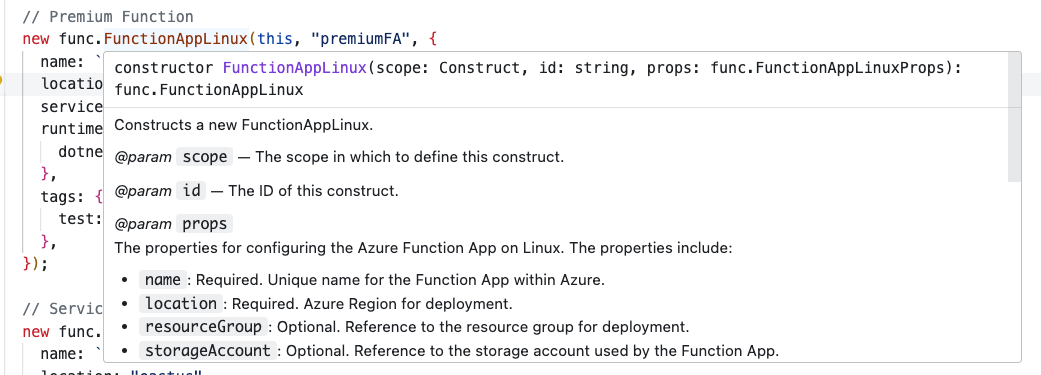 // Premium Function
new func.FunctionAppLinux(this, "premiumFA", {
name: `
locatio
service
runtime
dotne
},
tags: {
test:
},
});
// Servic
new func.
name: `
constructor FunctionAppLinux(scope: Construct, id: string, props: func.FunctionAppLinuxProps):
func.FunctionAppLinux
Constructs a new FunctionAppLinux.
@param scope — The scope in which to define this construct.
@param id — The ID of this construct.
@param props
The properties for configuring the Azure Function App on Linux. The properties include:
• name : Required. Unique name for the Function App within Azure.
• location : Required. Azure Region for deployment.
• resourceGroup : Optional. Reference to the resource group for deployment.
• storageAccount : Optional. Reference to the storage account used by the Function App.
location: "eastus"